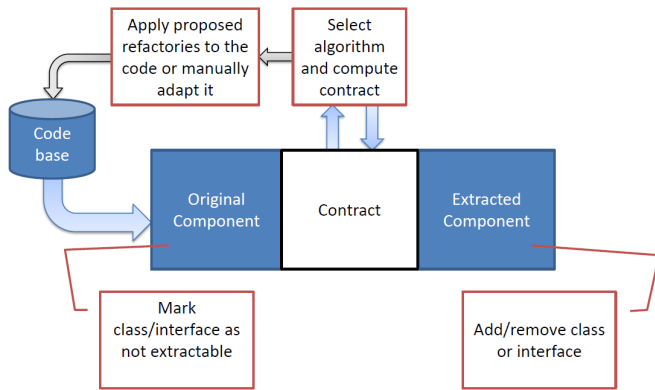 Apply proposed
refactories to the
code or manually
adapt it
Select
algorithm
and compute
contract
Code
base
Original
Component
Contract
Extracted
Component
Mark
class/interface as
not extractable
Add/remove class
or interface